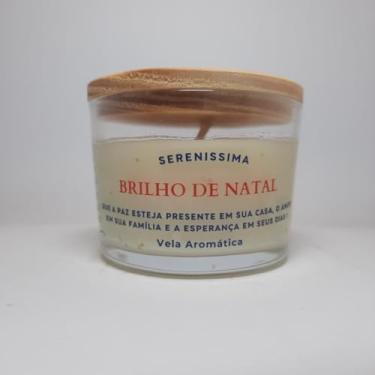 SERENISSIMA
BRILHO DE NATAL
QUE A PAZ ESTEJA PRESENTE EM SUA CASA, O AMOR
EM SUA FAMÍLIA E A ESPERANÇA EM SEUS DIAS!
Vela Aromática